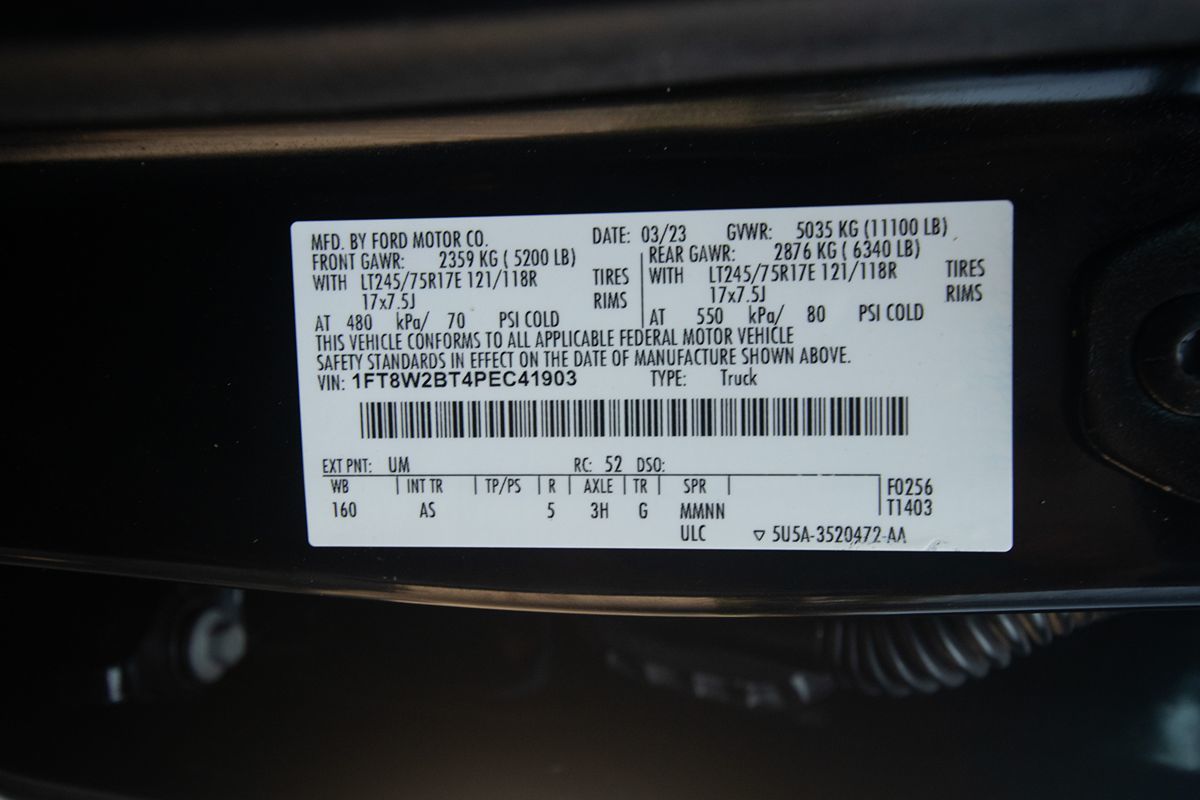 MFD. BY FORD MOTOR CO. DATE: 03/23 GVWR: 5035 KG (11100 LB)
FRONT GAWR: 2359 KG ( 5200 LB) REAR GAWR: 2876 KG ( 6340 LB)
WITH LT245/75R17E 121/118R TIRES WITH LT245/75R17E 121/118R TIRES
17x7.5J RIMS 17x7.5J RIMS
AT 480 kPa/ 70 PSI COLD AT 550 kPa/ 80 PSI COLD
THIS VEHICLE CONFORMS TO ALL APPLICABLE FEDERAL MOTOR VEHICLE
SAFETY STANDARDS IN EFFECT ON THE DATE OF MANUFACTURE SHOWN ABOVE.
VIN: 1FT8W2BT4PEC41903 TYPE: Truck
EXT PNT: UM RC: 52 DSO:
WB INT TR TP/PS R AXLE TR SPR F0256
160 AS 5 3H G MMNN T1403
ULC ▽ 5U5A-3520472-AA